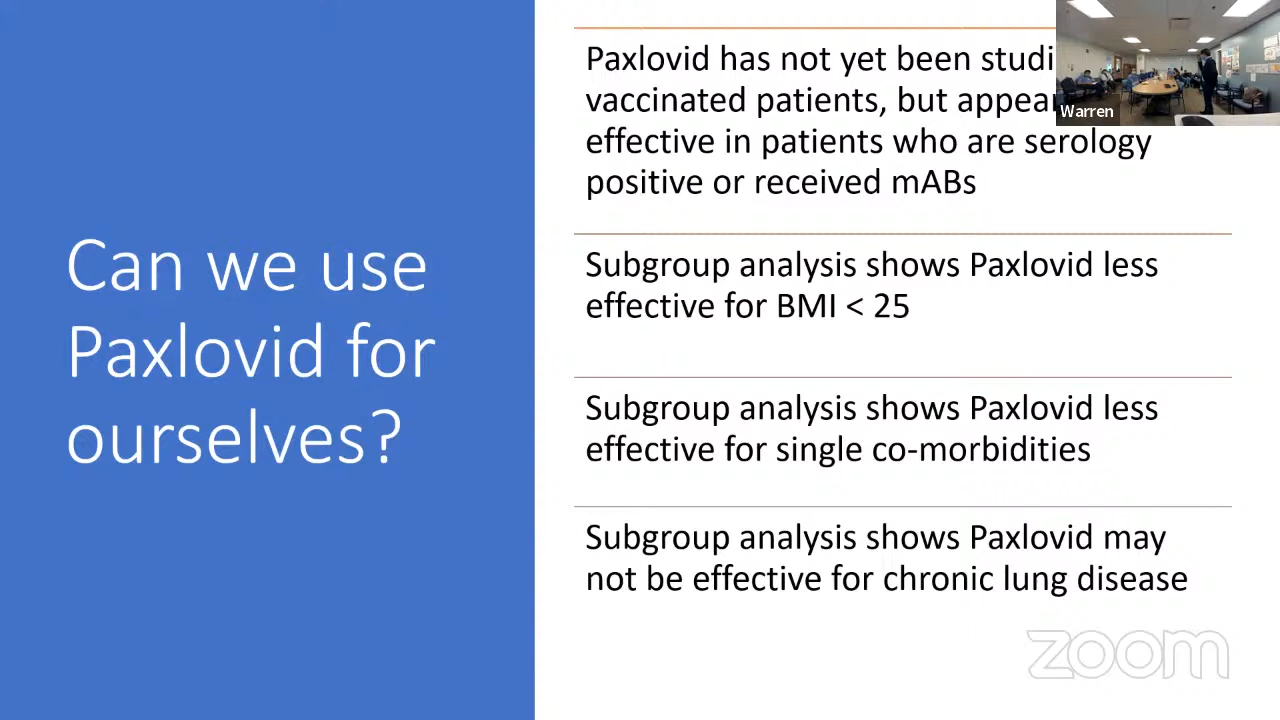 Can we use
Paxlovid for
ourselves?
Paxlovid has not yet been
vaccinated patients, but
effective in patients who are serology
positive or received mABs
Subgroup analysis shows Paxlovid less
effective for BMI < 25
Subgroup analysis shows Paxlovid less
effective for single co-morbidities
Subgroup analysis shows Paxlovid may
not be effective for chronic lung disease
Warren
zoom